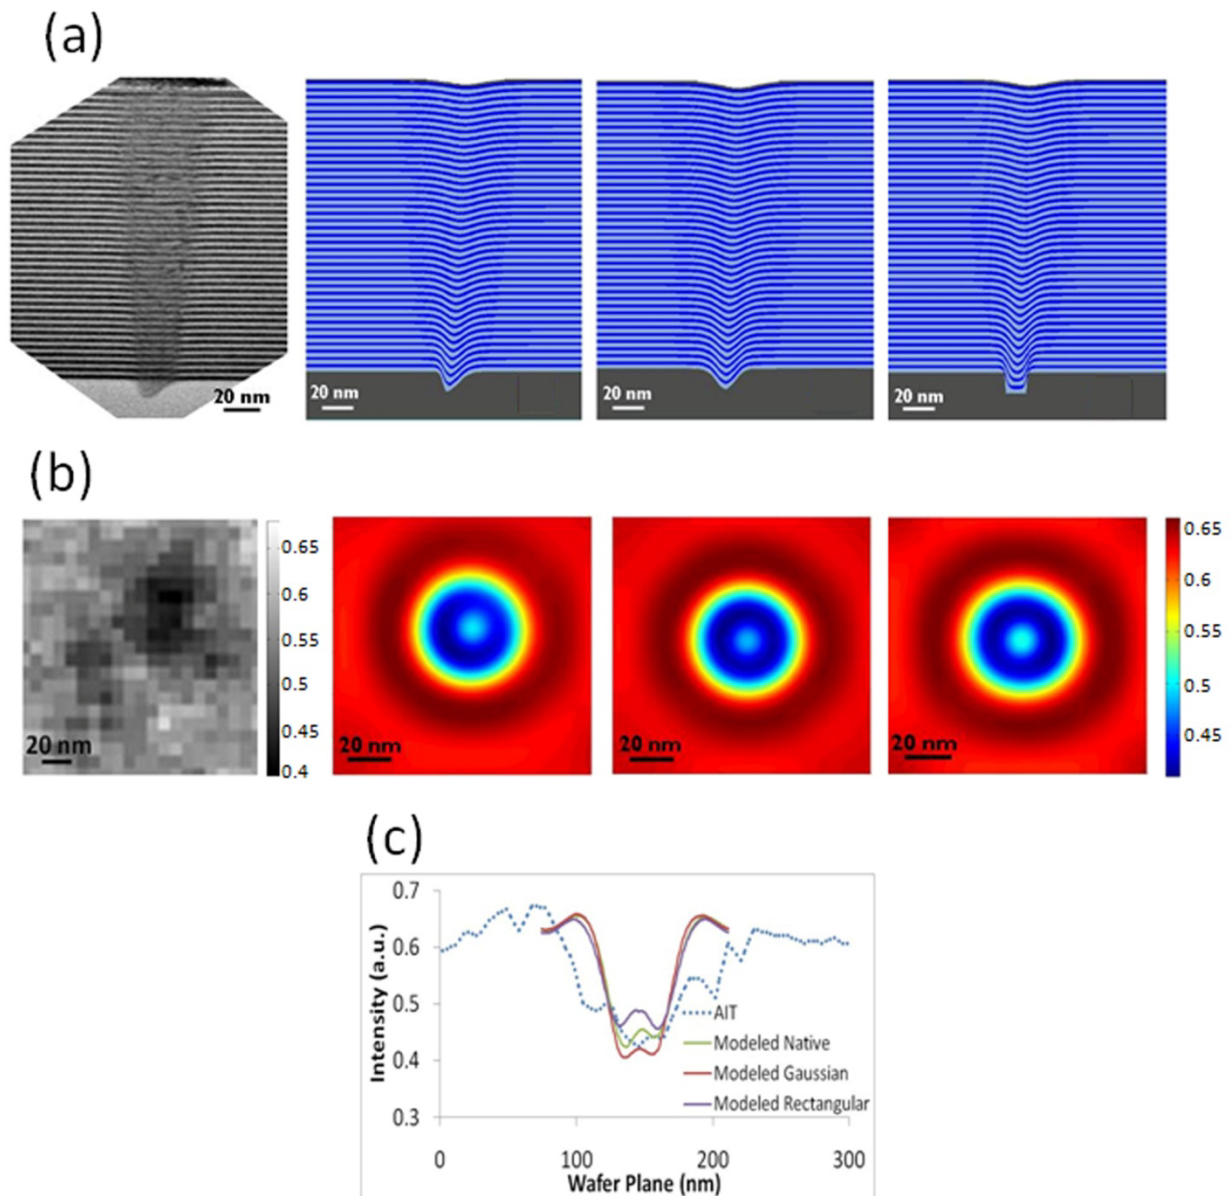 (a)
20 nm
20 nm
20 nm
20 nm
(b)
0.65
0.6
0.55
0.5
0.45
0.4
20 nm
20 nm
20 nm
20 nm
0.65
0.6
0.55
0.5
0.45
(c)
0.7
0.6
0.5
0.4
0.3
Intensity (a.u.)
AIT
Modeled Native
Modeled Gaussian
Modeled Rectangular
0
100
200
300
Wafer Plane (nm)